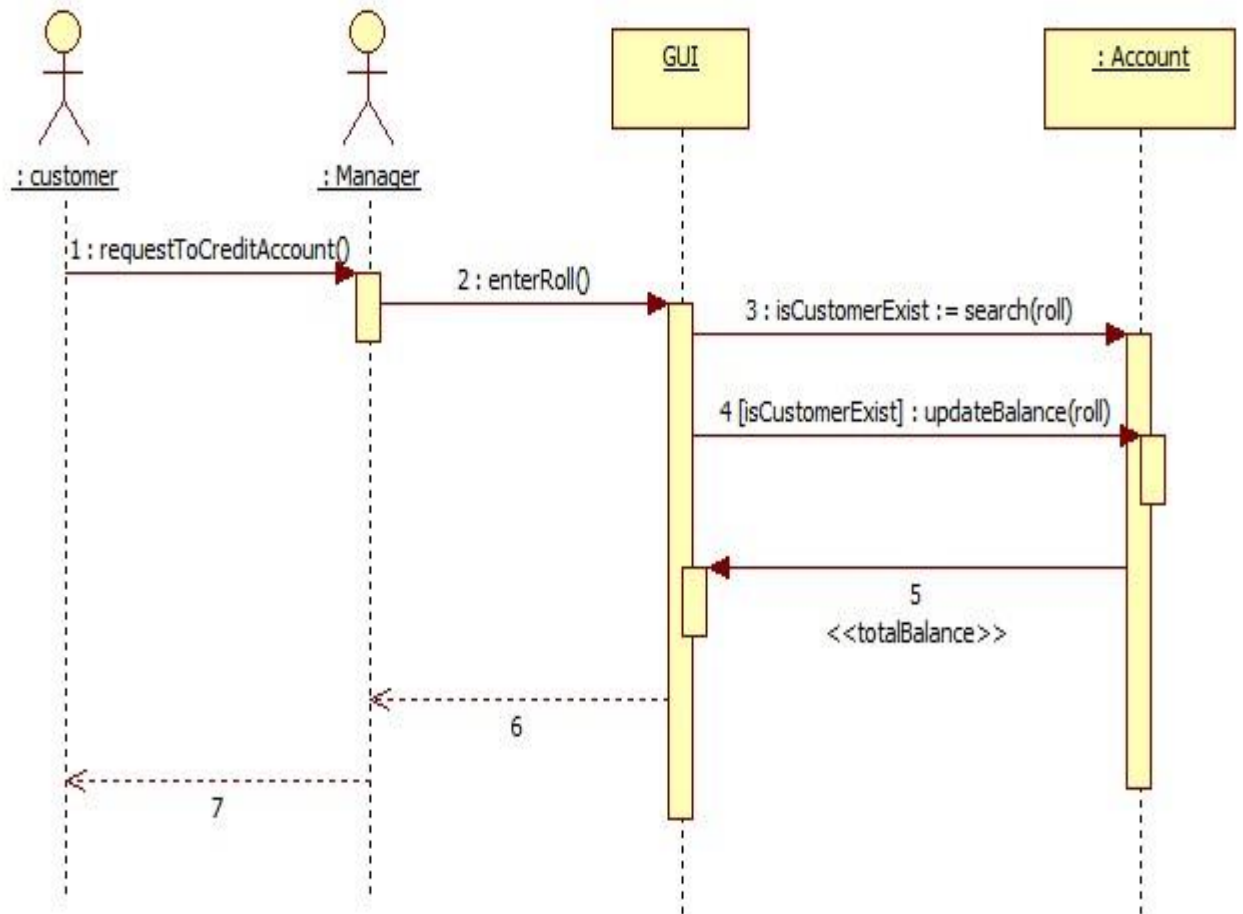 GUI
: Account
: customer
: Manager
1 : requestToCreditAccount()
2 : enterRoll()
3 : isCustomerExist := search(roll)
4 [isCustomerExist] : updateBalance(roll)
5
<<totalBalance>>
6
7